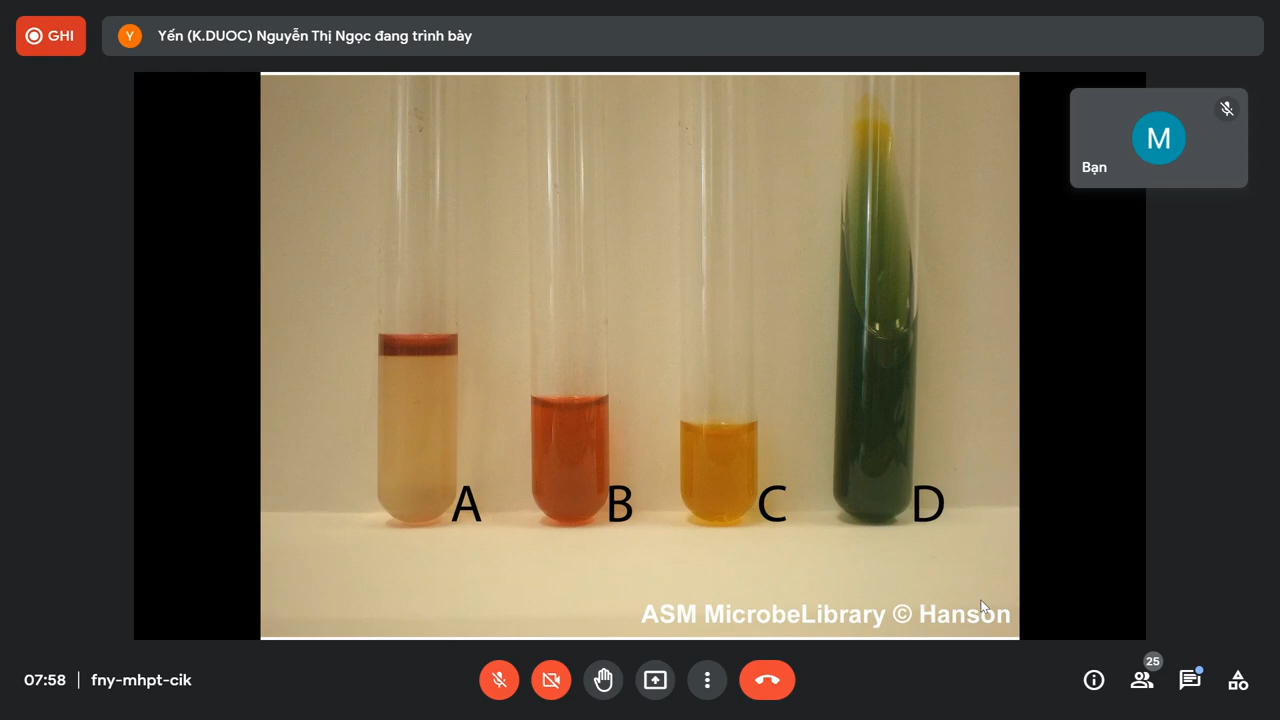 GHI
Y
Yến (K.DUOC) Nguyễn Thị Ngọc đang trình bày
M
Bạn
A
B
C
D
ASM MicrobeLibrary © Hanson
07:58
fny-mhpt-cik
25